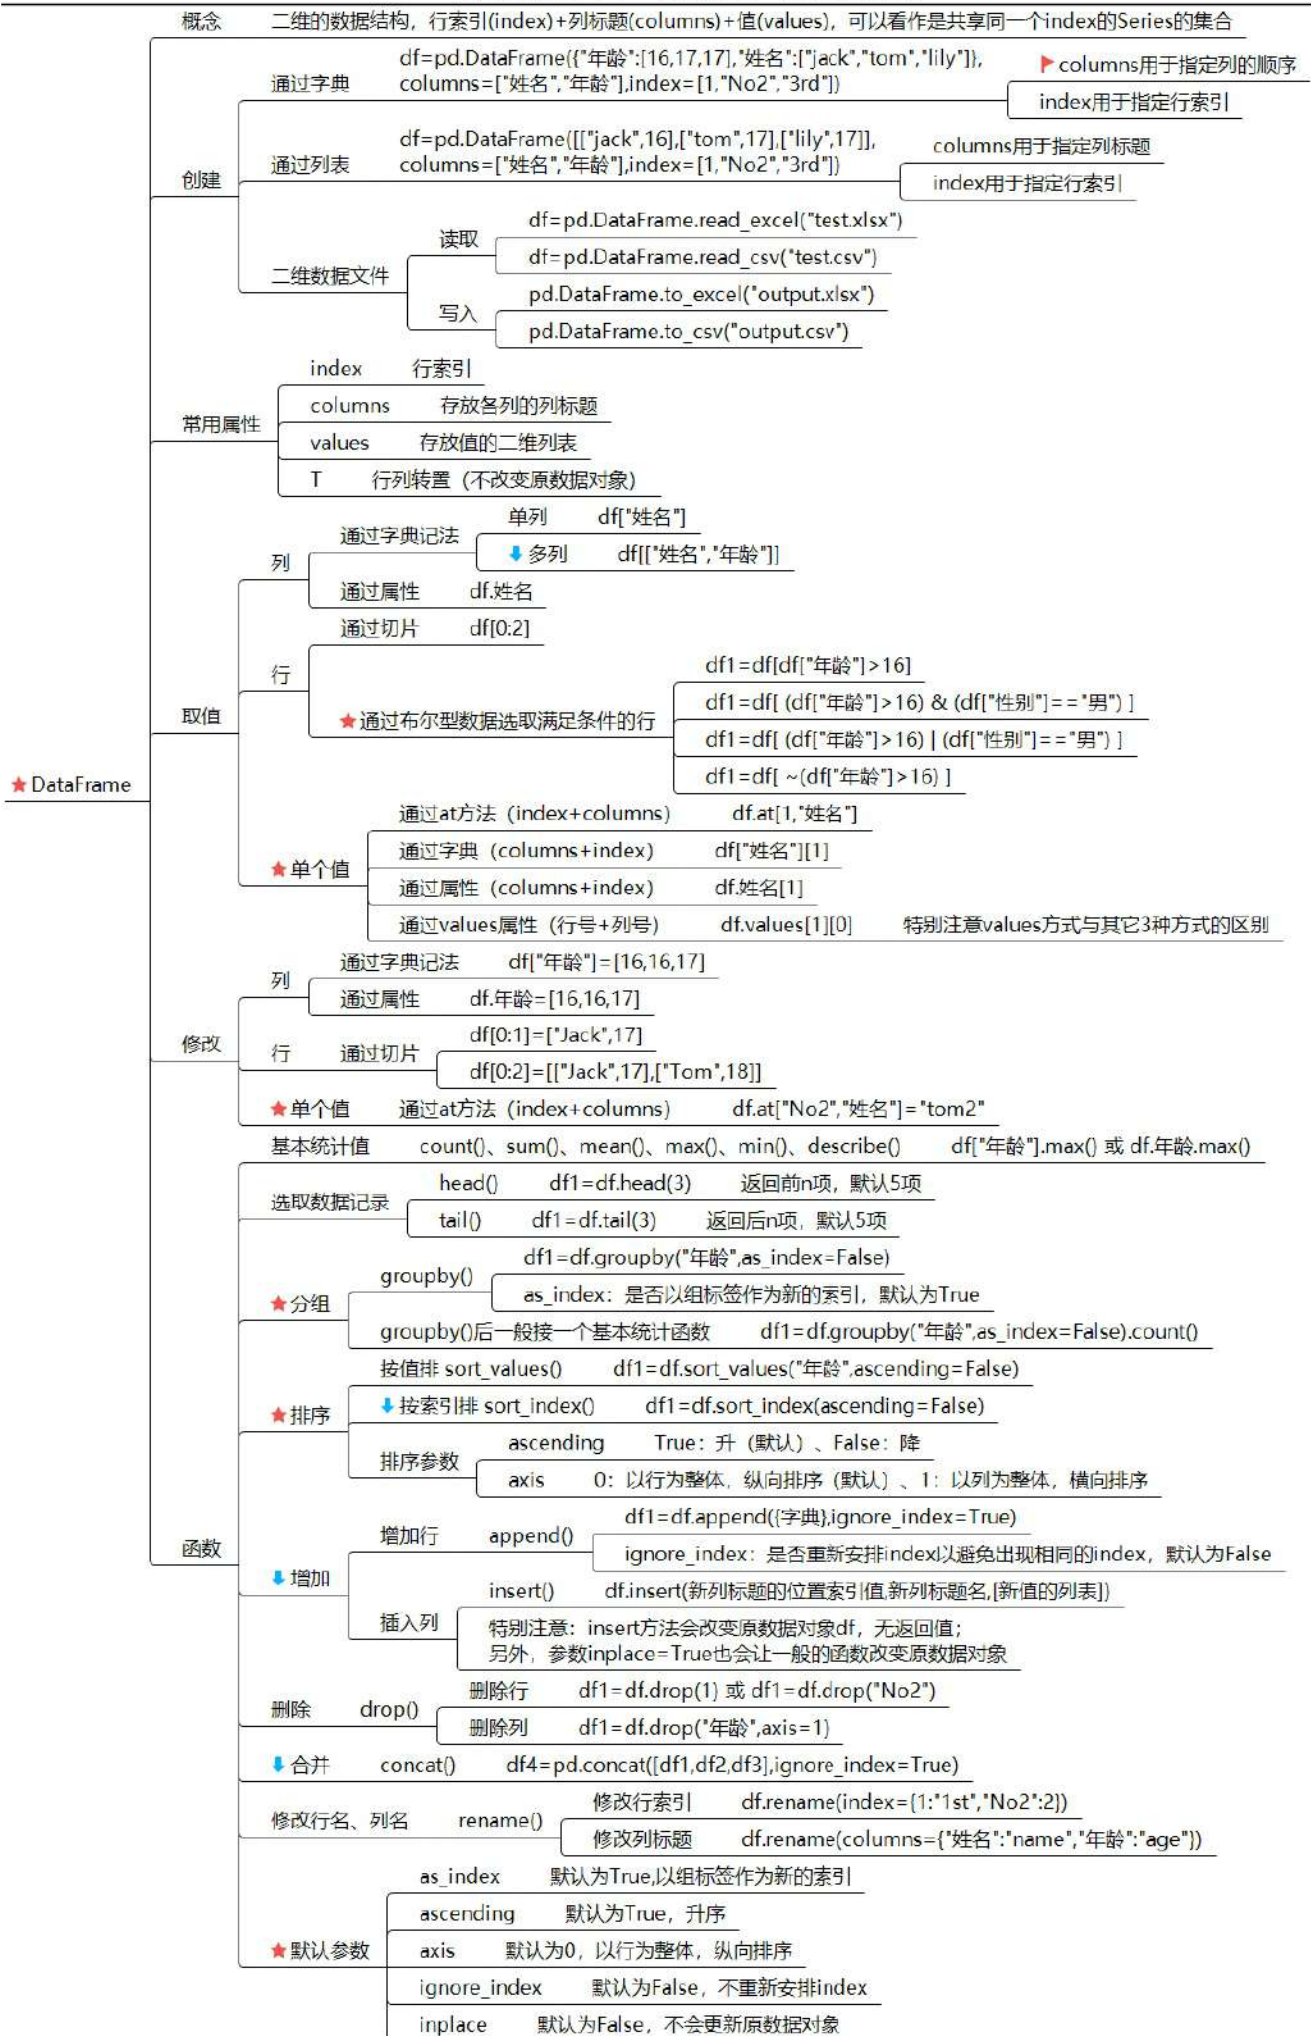 概念 二维的数据结构，行索引(index)+列标题(columns)+值(values)，可以看作是共享同一个index的Series的集合
通过字典 df=pd.DataFrame({"年龄":[16,17,17],"姓名":["jack","tom","lily"]},
columns=["姓名","年龄"],index=[1,"No2","3rd"])
columns用于指定列的顺序
index用于指定行索引
创建
通过列表 df=pd.DataFrame([["jack",16],["tom",17],["lily",17]],
columns=["姓名","年龄"],index=[1,"No2","3rd"])
columns用于指定列标题
index用于指定行索引
二维数据文件
读取
df=pd.DataFrame.read_excel("test.xlsx")
df=pd.DataFrame.read_csv("test.csv")
写入
pd.DataFrame.to_excel("output.xlsx")
pd.DataFrame.to_csv("output.csv")
常用属性
index 行索引
columns 存放各列的列标题
values 存放值的二维列表
T 行列转置（不改变原数据对象）
取值
列
通过字典记法
单列 df["姓名"]
多列 df[["姓名","年龄"]]
通过属性 df.姓名
行
通过切片 df[0:2]
通过布尔型数据选取满足条件的行
df1=df[df["年龄"]>16]
df1=df[ (df["年龄"]>16) & (df["性别"]=="男") ]
df1=df[ (df["年龄"]>16) | (df["性别"]=="男") ]
df1=df[ ~(df["年龄"]>16) ]
DataFrame
单个值
通过at方法（index+columns） df.at[1,"姓名"]
通过字典（columns+index） df["姓名"][1]
通过属性（columns+index） df.姓名[1]
通过values属性（行号+列号） df.values[1][0] 特别注意values方式与其它3种方式的区别
修改
列
通过字典记法 df["年龄"]=[16,16,17]
通过属性 df.年龄=[16,16,17]
行 通过切片
df[0:1]=["Jack",17]
df[0:2]=[["Jack",17],["Tom",18]]
单个值 通过at方法（index+columns） df.at["No2","姓名"]="tom2"
函数
基本统计值 count()、sum()、mean()、max()、min()、describe() df["年龄"].max() 或 df.年龄.max()
选取数据记录
head() df1=df.head(3) 返回前n项，默认5项
tail() df1=df.tail(3) 返回后n项，默认5项
分组
groupby()
df1=df.groupby("年龄",as_index=False)
as_index：是否以组标签作为新的索引，默认为True
groupby()后一般接一个基本统计函数 df1=df.groupby("年龄",as_index=False).count()
排序
按值排 sort_values() df1=df.sort_values("年龄",ascending=False)
按索引排 sort_index() df1=df.sort_index(ascending=False)
排序参数
ascending True：升（默认）、False：降
axis 0：以行为整体，纵向排序（默认）、1：以列为整体，横向排序
增加
增加行 append()
df1=df.append({字典},ignore_index=True)
ignore_index：是否重新安排index以避免出现相同的index，默认为False
插入列
insert() df.insert(新列标题的位置索引值,新列标题名,[新值的列表])
特别注意：insert方法会改变原数据对象df，无返回值；
另外，参数inplace=True也会让一般的函数改变原数据对象
删除 drop()
删除行 df1=df.drop(1) 或 df1=df.drop("No2")
删除列 df1=df.drop("年龄",axis=1)
合并 concat() df4=pd.concat([df1,df2,df3],ignore_index=True)
修改行名、列名 rename()
修改行索引 df.rename(index={1:"1st","No2":2})
修改列标题 df.rename(columns={"姓名":"name","年龄":"age"})
默认参数
as_index 默认为True,以组标签作为新的索引
ascending 默认为True，升序
axis 默认为0，以行为整体，纵向排序
ignore_index 默认为False，不重新安排index
inplace 默认为False，不会更新原数据对象